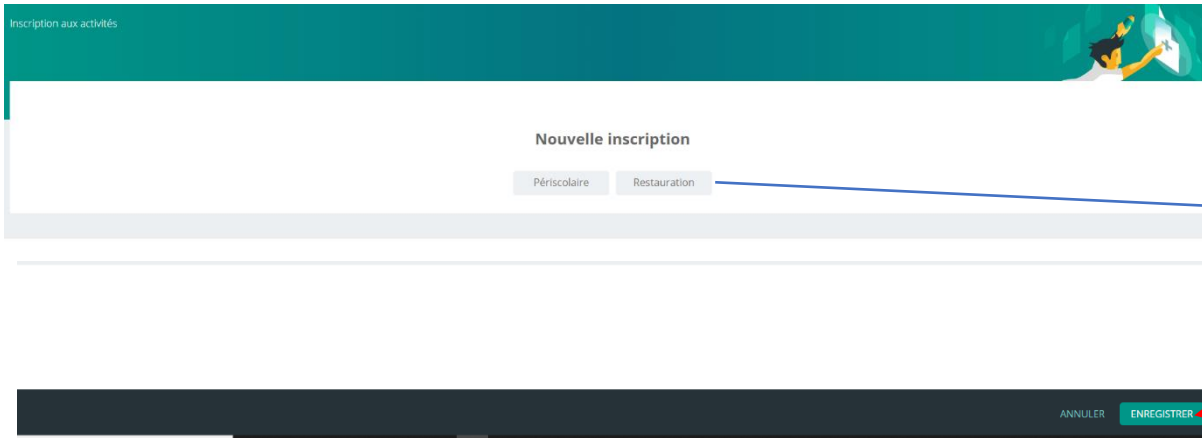 Inscription aux activités
Nouvelle inscription
Périscolaire Restauration
ANNULER ENREGISTRER